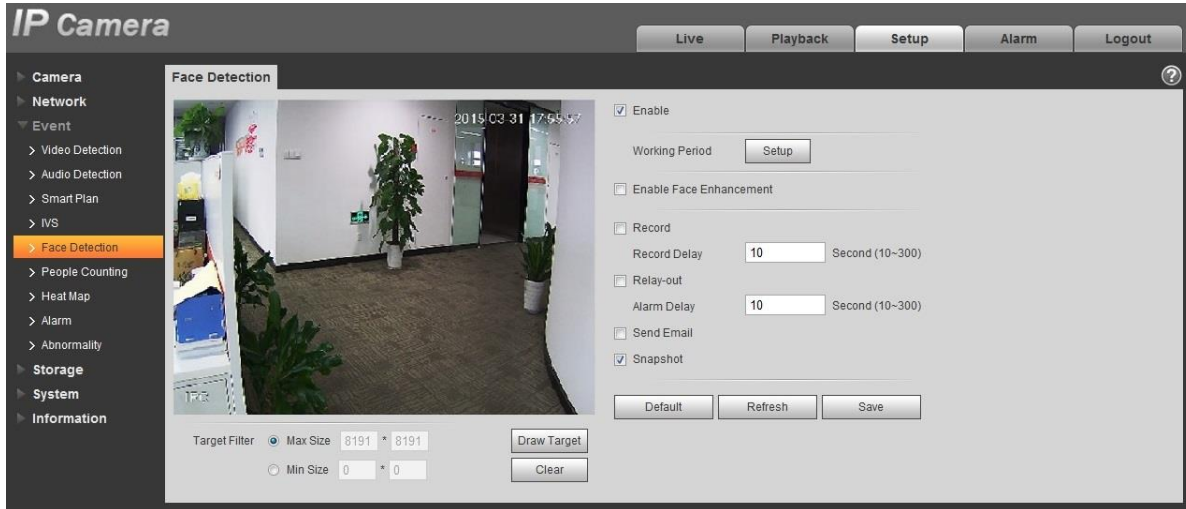 IP Camera
Live Playback Setup Alarm Logout
Camera
Network
Event
Video Detection
Audio Detection
Smart Plan
IVS
Face Detection
People Counting
Heat Map
Alarm
Abnormality
Storage
System
Information
Face Detection
2015-03-31 17:55:57
IPC
Target Filter Max Size 8191 * 8191 Draw Target
Min Size 0 * 0 Clear
Enable
Working Period Setup
Enable Face Enhancement
Record
Record Delay 10 Second (10~300)
Relay-out
Alarm Delay 10 Second (10~300)
Send Email
Snapshot
Default Refresh Save